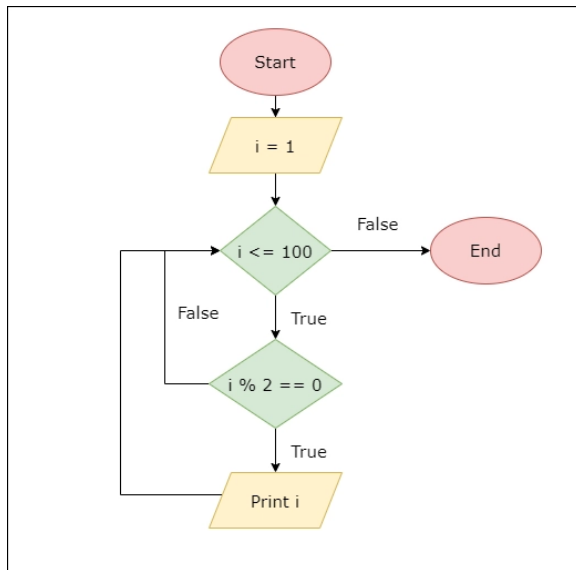 Start
i = 1
i <= 100
False
End
False
True
i % 2 == 0
True
Print i